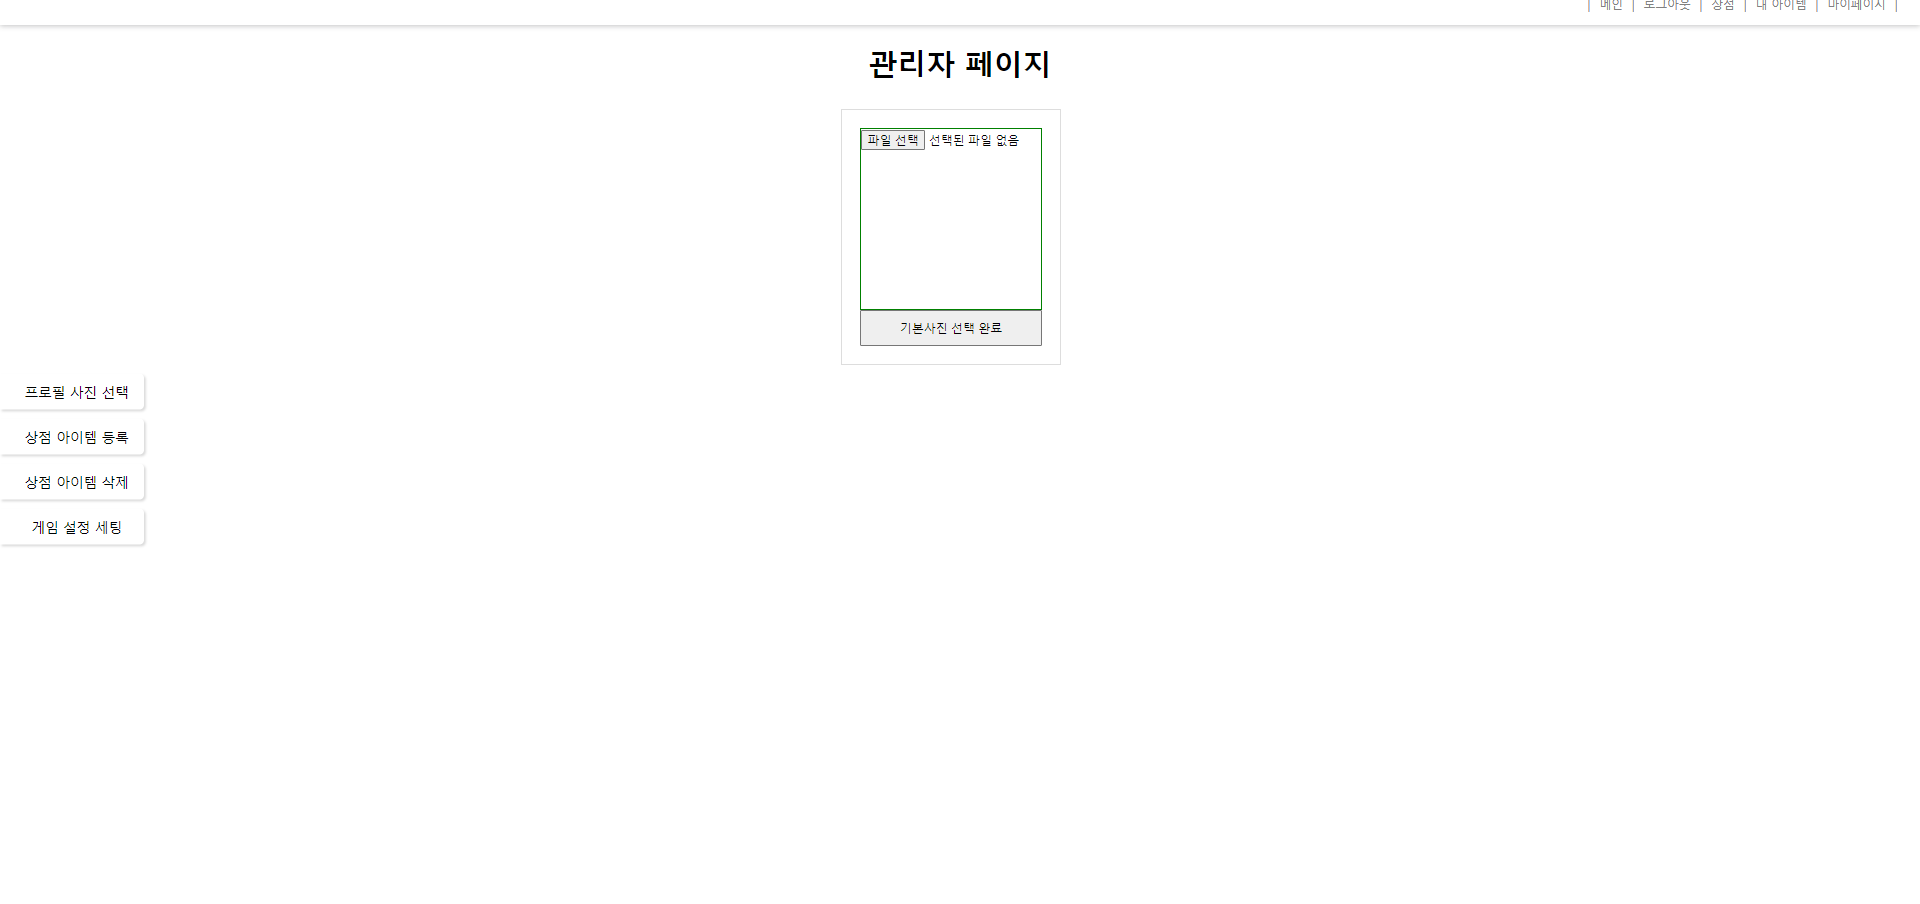 | 메인 | 로그아웃 | 상점 | 내 아이템 | 마이페이지 |
관리자 페이지
파일 선택 선택된 파일 없음
기본사진 선택 완료
프로필 사진 선택
상점 아이템 등록
상점 아이템 삭제
게임 설정 세팅